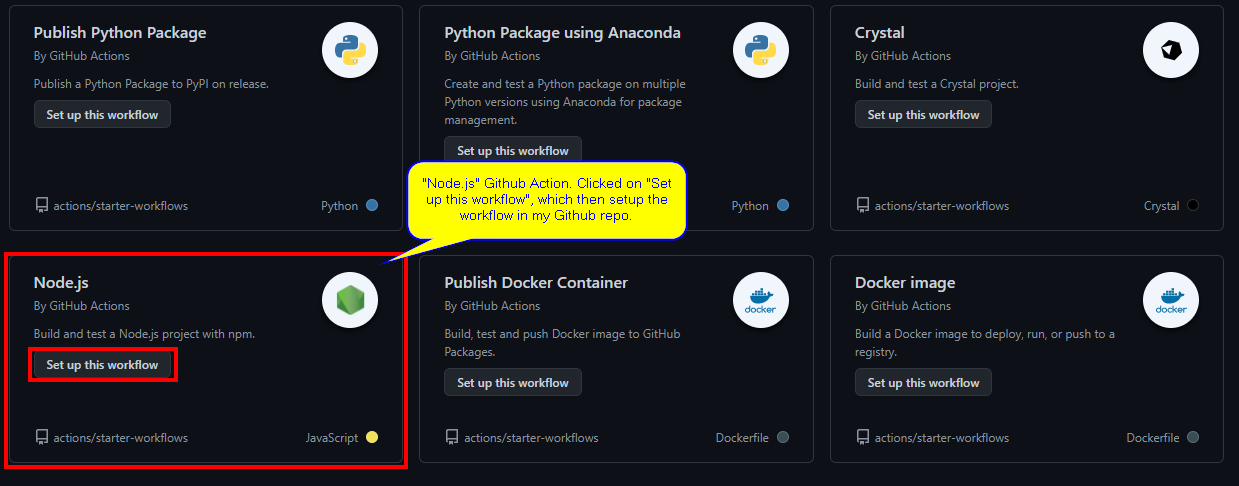 Publish Python Package
By GitHub Actions
Publish a Python Package to PyPI on release.
Set up this workflow
actions/starter-workflows
Python
Python Package using Anaconda
By GitHub Actions
Create and test a Python package on multiple
Python versions using Anaconda for package
management.
Set up this workflow
Python
Crystal
By GitHub Actions
Build and test a Crystal project.
Set up this workflow
actions/starter-workflows
Crystal
"Node.js" Github Action. Clicked on "Set
up this workflow", which then setup the
workflow in my Github repo.
Node.js
By GitHub Actions
Build and test a Node.js project with npm.
Set up this workflow
actions/starter-workflows
JavaScript
Publish Docker Container
By GitHub Actions
Build, test and push Docker image to GitHub
Packages.
Set up this workflow
actions/starter-workflows
Dockerfile
docker
Docker image
By GitHub Actions
Build a Docker image to deploy, run, or push to a
registry.
Set up this workflow
actions/starter-workflows
Dockerfile
docker